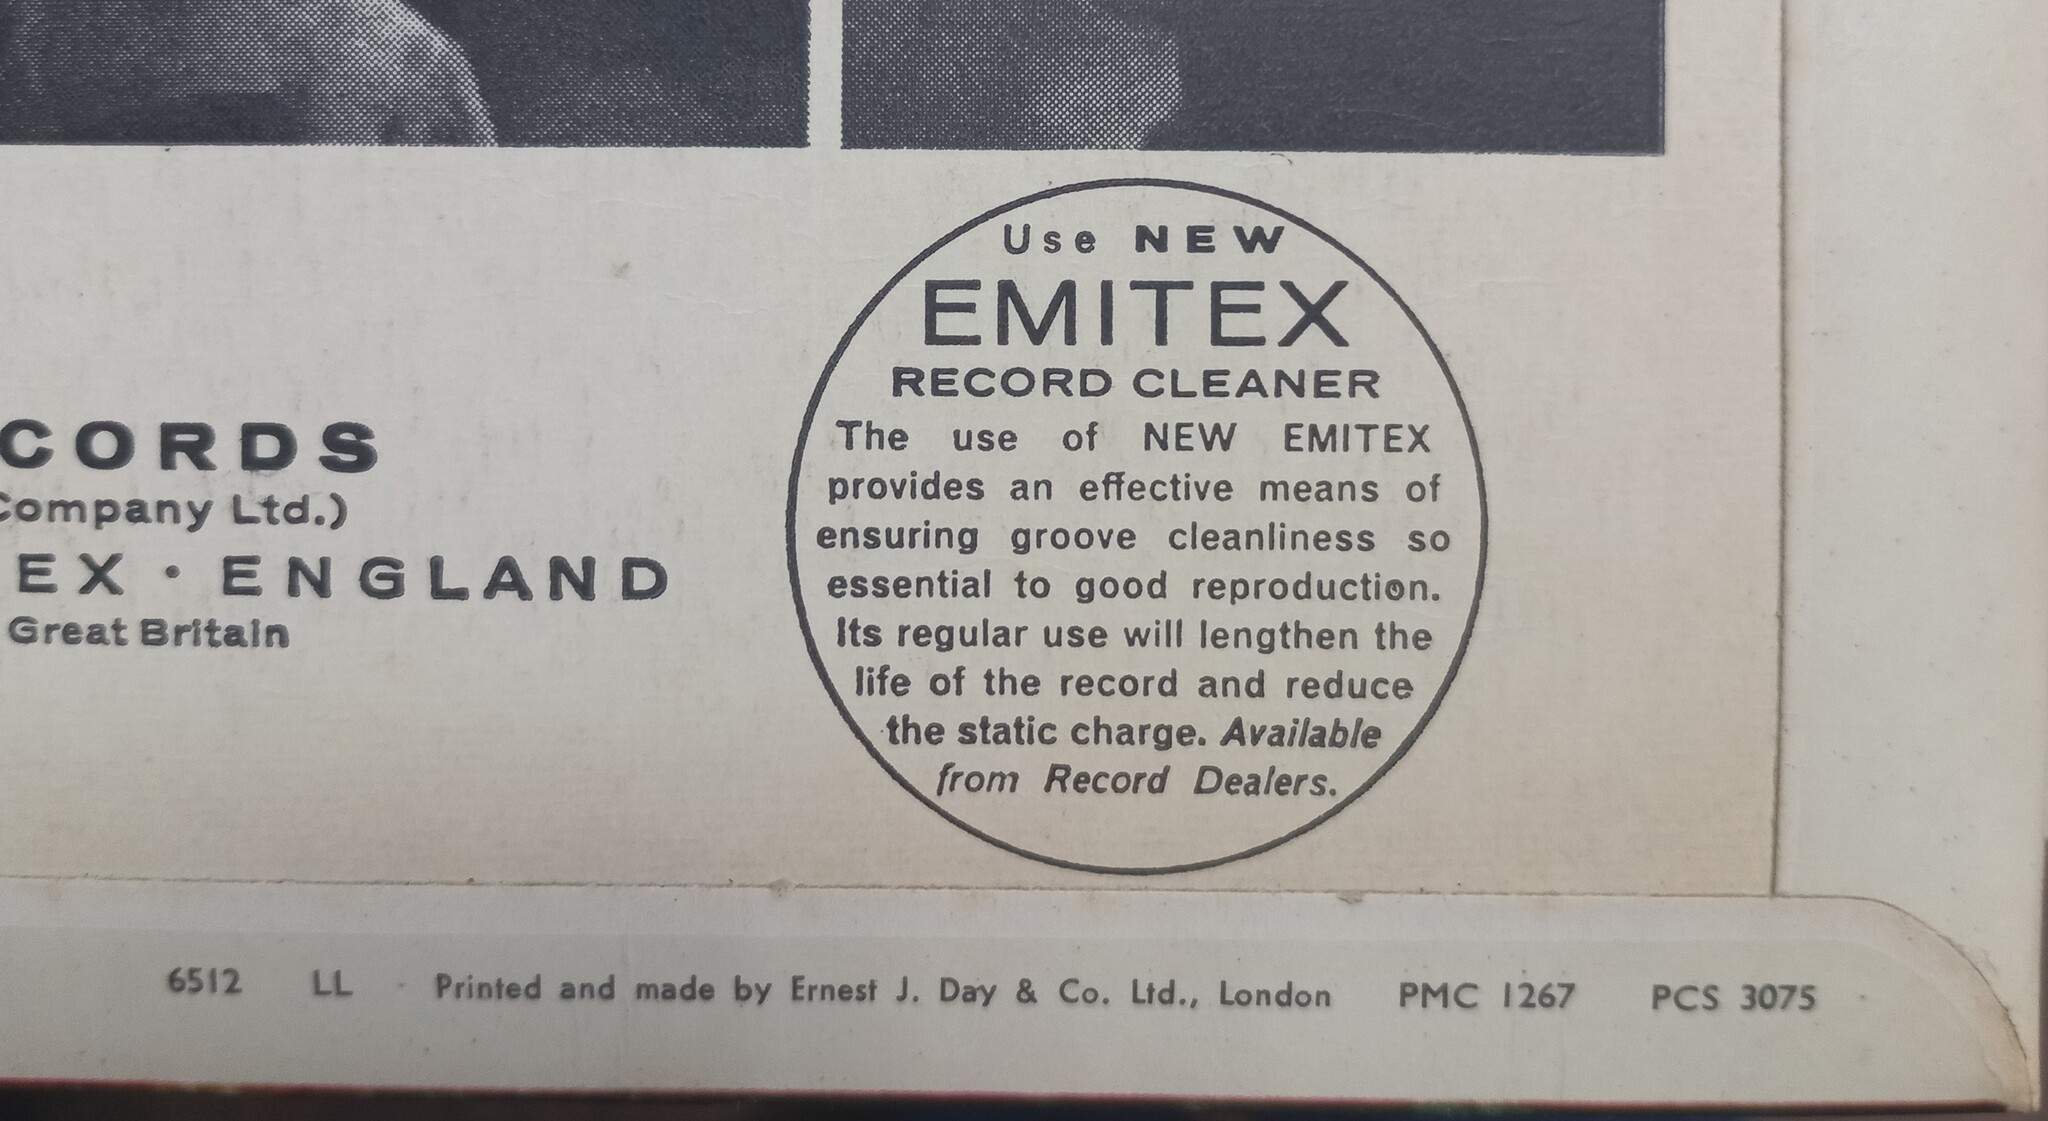 CORDS
Company Ltd.)
EX · ENGLAND
Great Britain
Use NEW
EMITEX
RECORD CLEANER
The use of NEW EMITEX
provides an effective means of
ensuring groove cleanliness so
essential to good reproduction.
Its regular use will lengthen the
life of the record and reduce
the static charge. Available
from Record Dealers.
6512 LL Printed and made by Ernest J. Day & Co. Ltd., London PMC 1267 PCS 3075